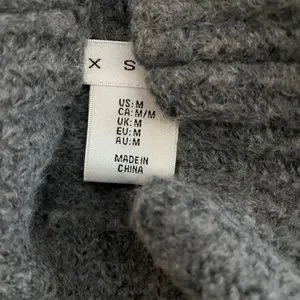 X S
US: M
CA: M/M
UK: M
EU: M
AU: M
MADE IN
CHINA